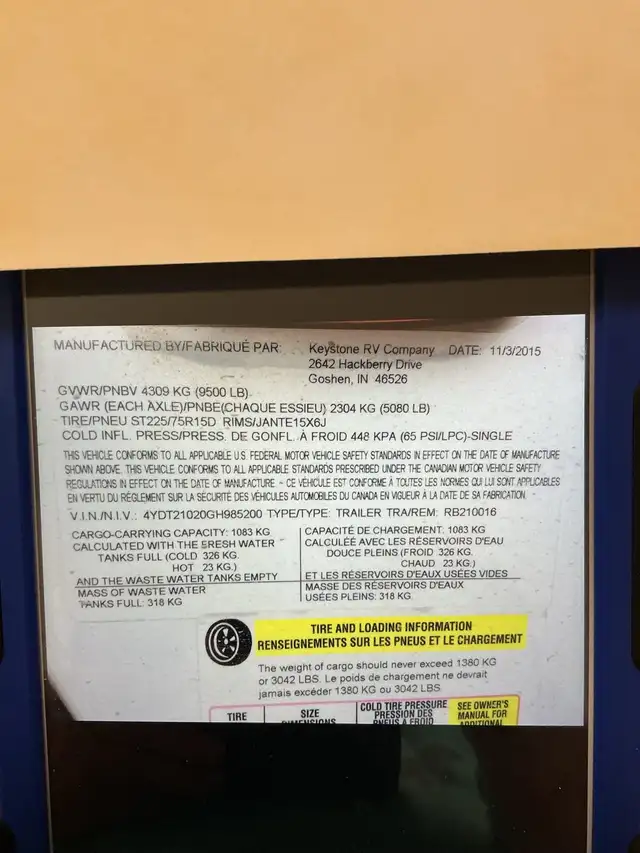 MANUFACTURED BY/FABRIQUÉ PAR: Keystone RV Company DATE: 11/3/2015
2642 Hackberry Drive
Goshen, IN 46526
GVWR/PNBV 4309 KG (9500 LB)
GAWR (EACH AXLE)/PNBE(CHAQUE ESSIEU) 2304 KG (5080 LB)
TIRE/PNEU ST225/75R15D RIMS/JANTE15X6J
COLD INFL. PRESS/PRESS. DE GONFL. À FROID 448 KPA (65 PSI/LPC)-SINGLE
THIS VEHICLE CONFORMS TO ALL APPLICABLE U.S. FEDERAL MOTOR VEHICLE SAFETY STANDARDS IN EFFECT ON THE DATE OF MANUFACTURE
SHOWN ABOVE. THIS VEHICLE CONFORMS TO ALL APPLICABLE STANDARDS PRESCRIBED UNDER THE CANADIAN MOTOR VEHICLE SAFETY
REGULATIONS IN EFFECT ON THE DATE OF MANUFACTURE. - CE VÉHICULE EST CONFORME À TOUTES LES NORMES QUI LUI SONT APPLICABLES
EN VERTU DU RÈGLEMENT SUR LA SÉCURITÉ DES VÉHICULES AUTOMOBILES DU CANADA EN VIGUEUR À LA DATE DE SA FABRICATION.
V.I.N./N.I.V.: 4YDT21020GH985200 TYPE/TYPE: TRAILER TRA/REM: RB210016
CARGO-CARRYING CAPACITY: 1083 KG
CALCULATED WITH THE FRESH WATER
TANKS FULL (COLD 326 KG.
HOT 23 KG.)
AND THE WASTE WATER TANKS EMPTY
MASS OF WASTE WATER
TANKS FULL: 318 KG
CAPACITÉ DE CHARGEMENT: 1083 KG
CALCULÉE AVEC LES RÉSERVOIRS D'EAU
DOUCE PLEINS (FROID 326 KG.
CHAUD 23 KG.)
ET LES RÉSERVOIRS D'EAUX USÉES VIDES
MASSE DES RÉSERVOIRS D'EAUX
USÉES PLEINS: 318 KG
TIRE AND LOADING INFORMATION
RENSEIGNEMENTS SUR LES PNEUS ET LE CHARGEMENT
The weight of cargo should never exceed 1380 KG
or 3042 LBS. Le poids de chargement ne devrait
jamais excéder 1380 KG ou 3042 LBS
TIRE
SIZE
DIMENSIONS
COLD TIRE PRESSURE
PRESSION DES
PNEUS A FROID
SEE OWNER'S
MANUAL FOR
ADDITIONAL